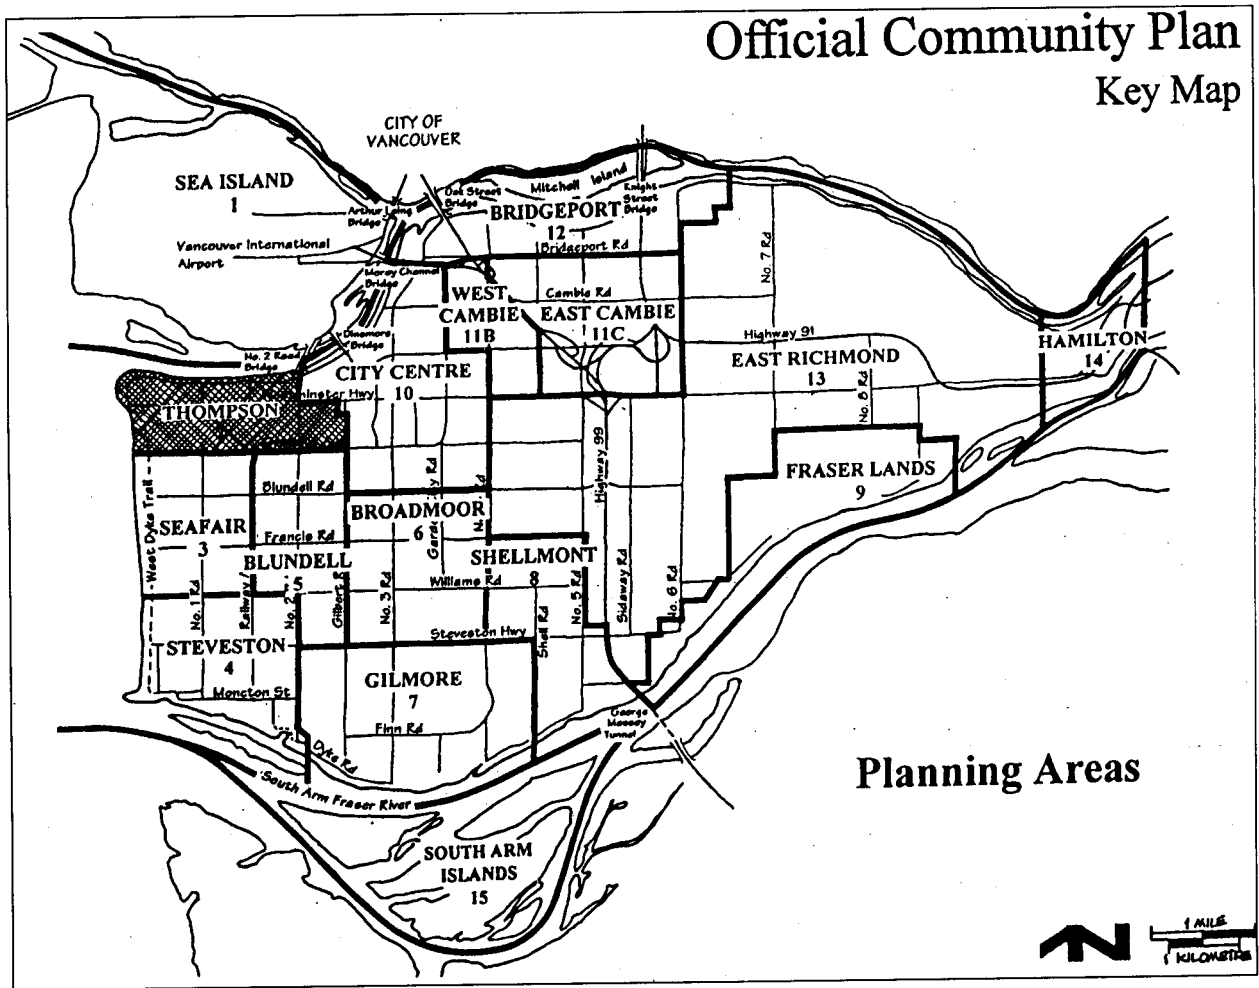 Official Community Plan
Key Map
CITY OF
VANCOUVER
SEA ISLAND
1
Arthur Laing
Bridge
Oak Street
Bridge
Mitchell Island
Knight
Street
Bridge
BRIDGEPORT
12
Bridgeport Rd
Vancouver International
Airport
Moray Channel
Bridge
No. 7 Rd
WEST
CAMBIE
11B
Cambie Rd
EAST CAMBIE
11C
Dinsmore
Bridge
No. 2 Road
Bridge
Highway 91
HAMILTON
14
EAST RICHMOND
13
CITY CENTRE
10
minster Hwy
No. 8 Rd
THOMPSON
Highway 99
FRASER LANDS
9
West Dyke Trail
Blundell Rd
BROADMOOR
6
SEAFAIR
3
Francis Rd
BLUNDELL
5
SHELLMONT
8
Williams Rd
No. 1 Rd
Railway
No. 2
Gilbert
No. 3 Rd
Shell Rd
No. 5 Rd
Sidaway Rd
No. 6 Rd
Steveston Hwy
STEVESTON
4
GILMORE
7
Moncton St
Finn Rd
Dyke Rd
George
Massey
Tunnel
South Arm Fraser River
Planning Areas
SOUTH ARM
ISLANDS
15
1 MILE
1 KILOMETRE